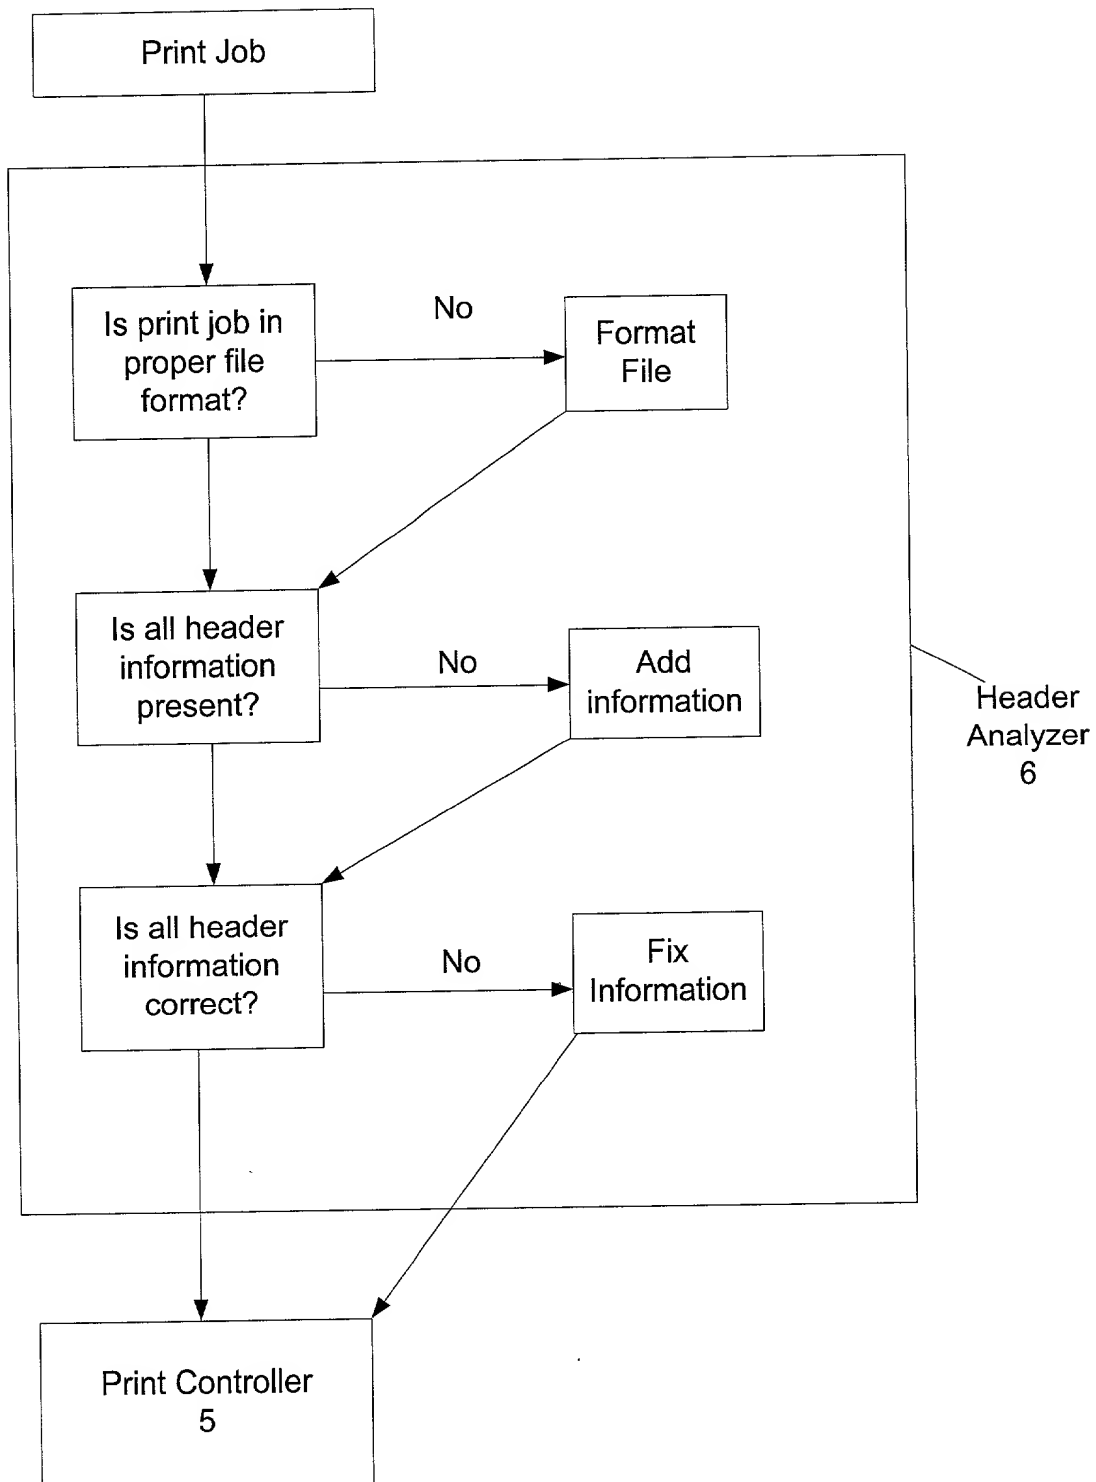 Print Job
Is print job in
proper file
format?
No
Format
File
Is all header
information
present?
No
Add
information
Header
Analyzer
6
Is all header
information
correct?
No
Fix
Information
Print Controller
5